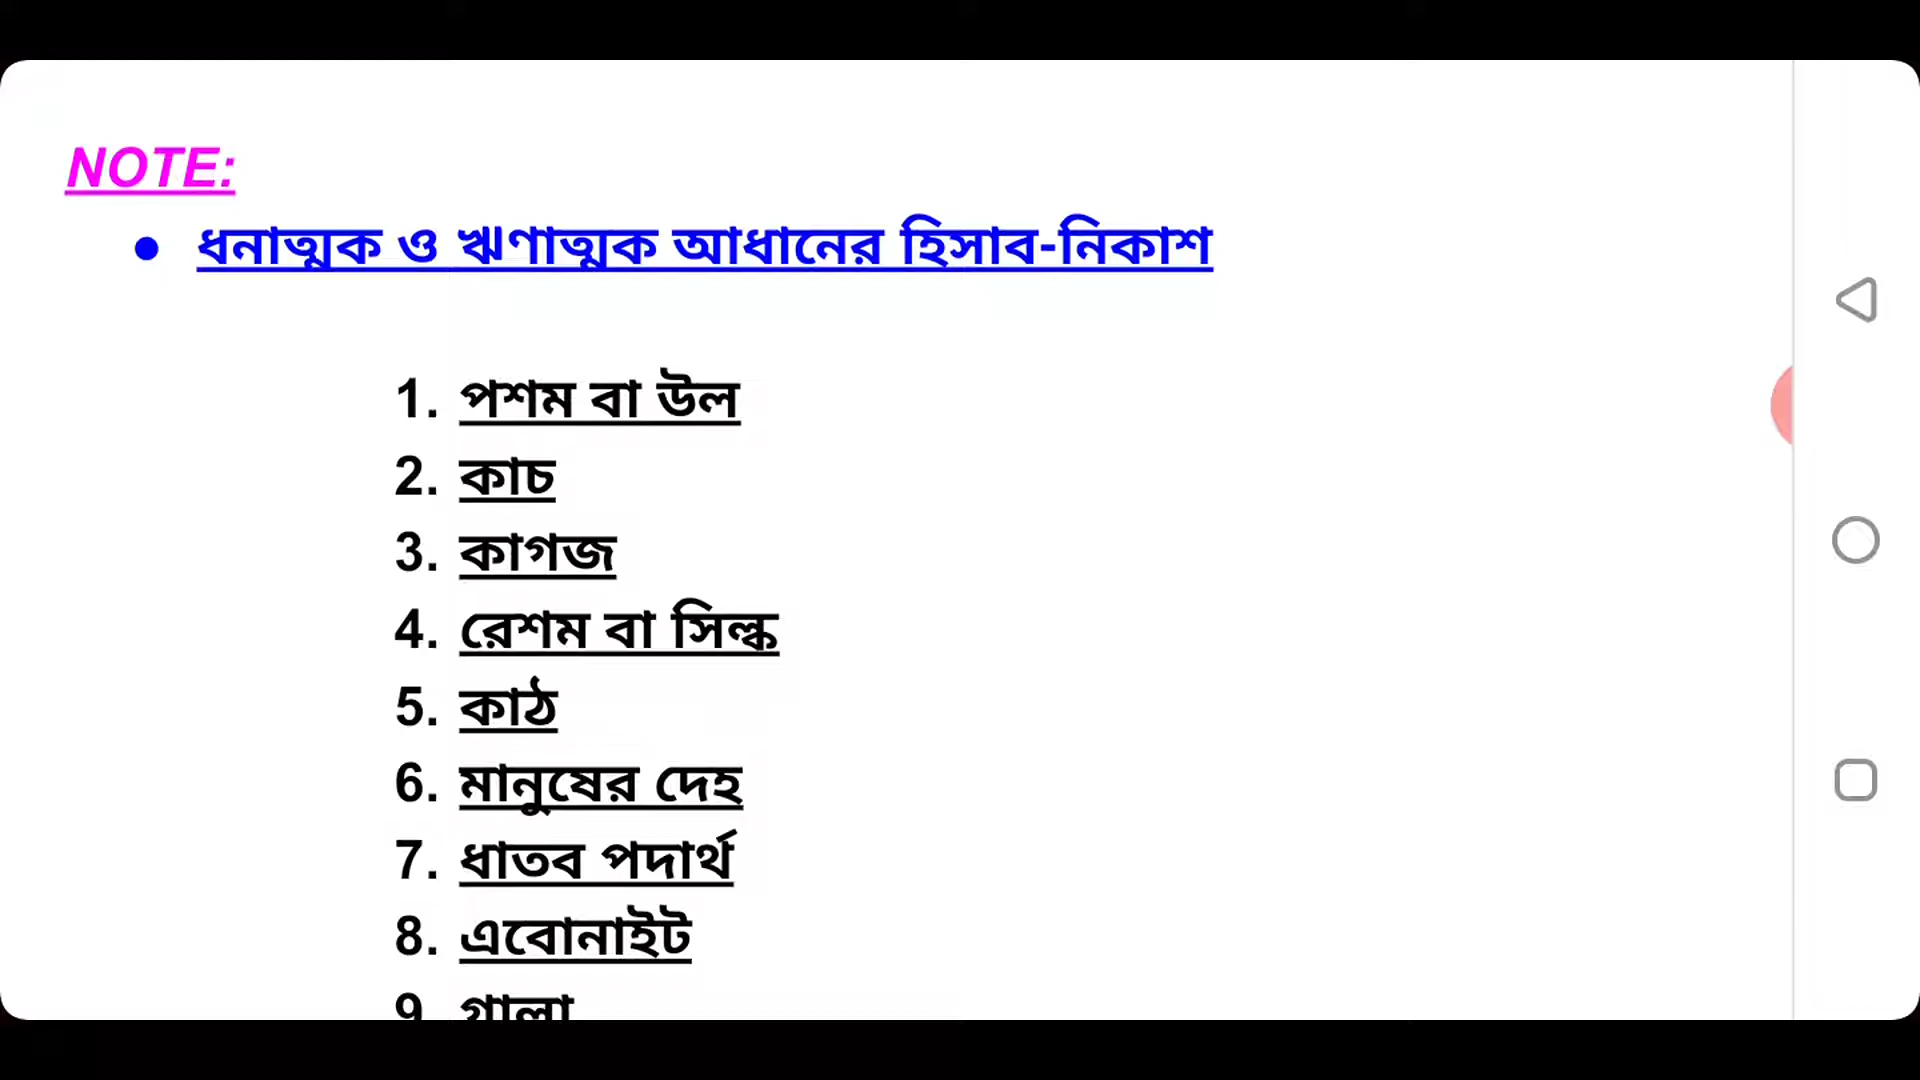 NOTE:
● ধনাত্মক ও ঋণাত্মক আধানের হিসাব-নিকাশ
1. পশম বা উল
2. কাচ
3. কাগজ
4. রেশম বা সিল্ক
5. কাঠ
6. মানুষের দেহ
7. ধাতব পদার্থ
8. এবোনাইট
9. গালা